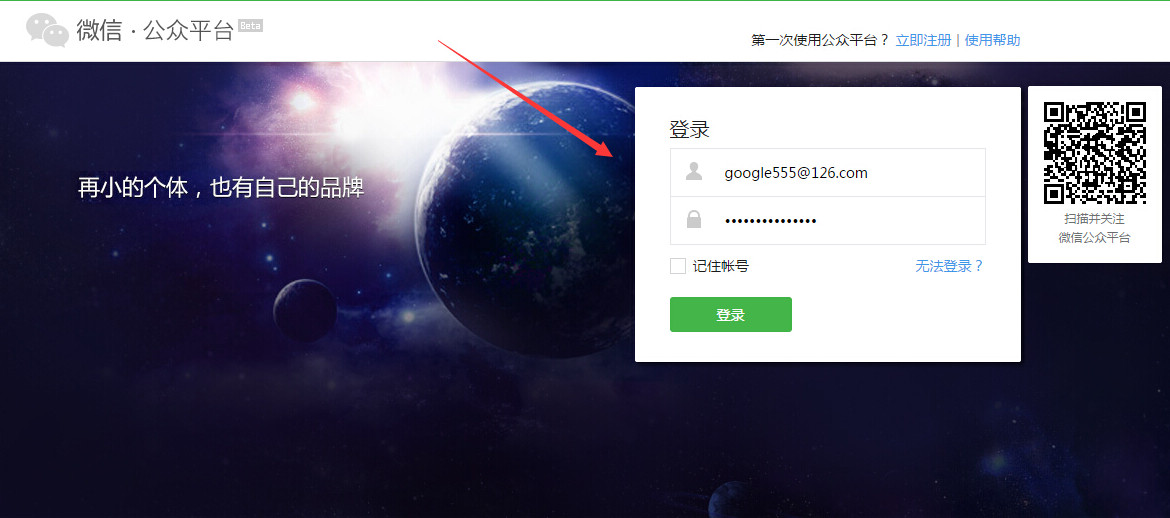 微信·公众平台 Beta
第一次使用公众平台？ 立即注册 | 使用帮助
再小的个体，也有自己的品牌
登录
google555@126.com
•••••••••••••••
记住帐号 无法登录？
登录
扫描并关注
微信公众平台